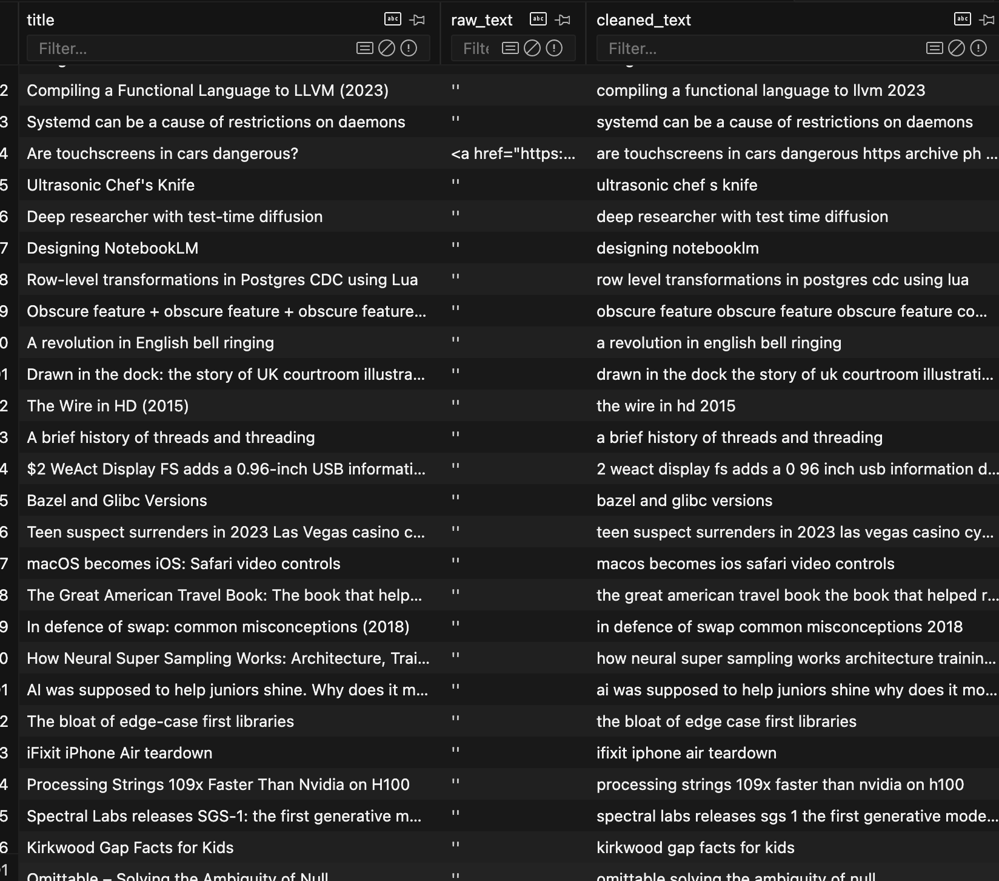 title abc raw_text abc cleaned_text abc
Filter... Filte Filter...
2 Compiling a Functional Language to LLVM (2023) '' compiling a functional language to llvm 2023
3 Systemd can be a cause of restrictions on daemons '' systemd can be a cause of restrictions on daemons
4 Are touchscreens in cars dangerous? <a href="https:... are touchscreens in cars dangerous https archive ph ...
5 Ultrasonic Chef's Knife '' ultrasonic chef s knife
6 Deep researcher with test-time diffusion '' deep researcher with test time diffusion
7 Designing NotebookLM '' designing notebooklm
8 Row-level transformations in Postgres CDC using Lua '' row level transformations in postgres cdc using lua
9 Obscure feature + obscure feature + obscure feature... '' obscure feature obscure feature obscure feature co...
0 A revolution in English bell ringing '' a revolution in english bell ringing
1 Drawn in the dock: the story of UK courtroom illustra... '' drawn in the dock the story of uk courtroom illustrati...
2 The Wire in HD (2015) '' the wire in hd 2015
3 A brief history of threads and threading '' a brief history of threads and threading
4 $2 WeAct Display FS adds a 0.96-inch USB informati... '' 2 weact display fs adds a 0 96 inch usb information d...
5 Bazel and Glibc Versions '' bazel and glibc versions
6 Teen suspect surrenders in 2023 Las Vegas casino c... '' teen suspect surrenders in 2023 las vegas casino cy...
7 macOS becomes iOS: Safari video controls '' macos becomes ios safari video controls
8 The Great American Travel Book: The book that help... '' the great american travel book the book that helped r...
9 In defence of swap: common misconceptions (2018) '' in defence of swap common misconceptions 2018
0 How Neural Super Sampling Works: Architecture, Trai... '' how neural super sampling works architecture trainin...
1 AI was supposed to help juniors shine. Why does it m... '' ai was supposed to help juniors shine why does it mo...
2 The bloat of edge-case first libraries '' the bloat of edge case first libraries
3 iFixit iPhone Air teardown '' ifixit iphone air teardown
4 Processing Strings 109x Faster Than Nvidia on H100 '' processing strings 109x faster than nvidia on h100
5 Spectral Labs releases SGS-1: the first generative m... '' spectral labs releases sgs 1 the first generative mode...
6 Kirkwood Gap Facts for Kids '' kirkwood gap facts for kids
1 Omittable – Solving the Ambiguity of Null '' omittable solving the ambiguity of null